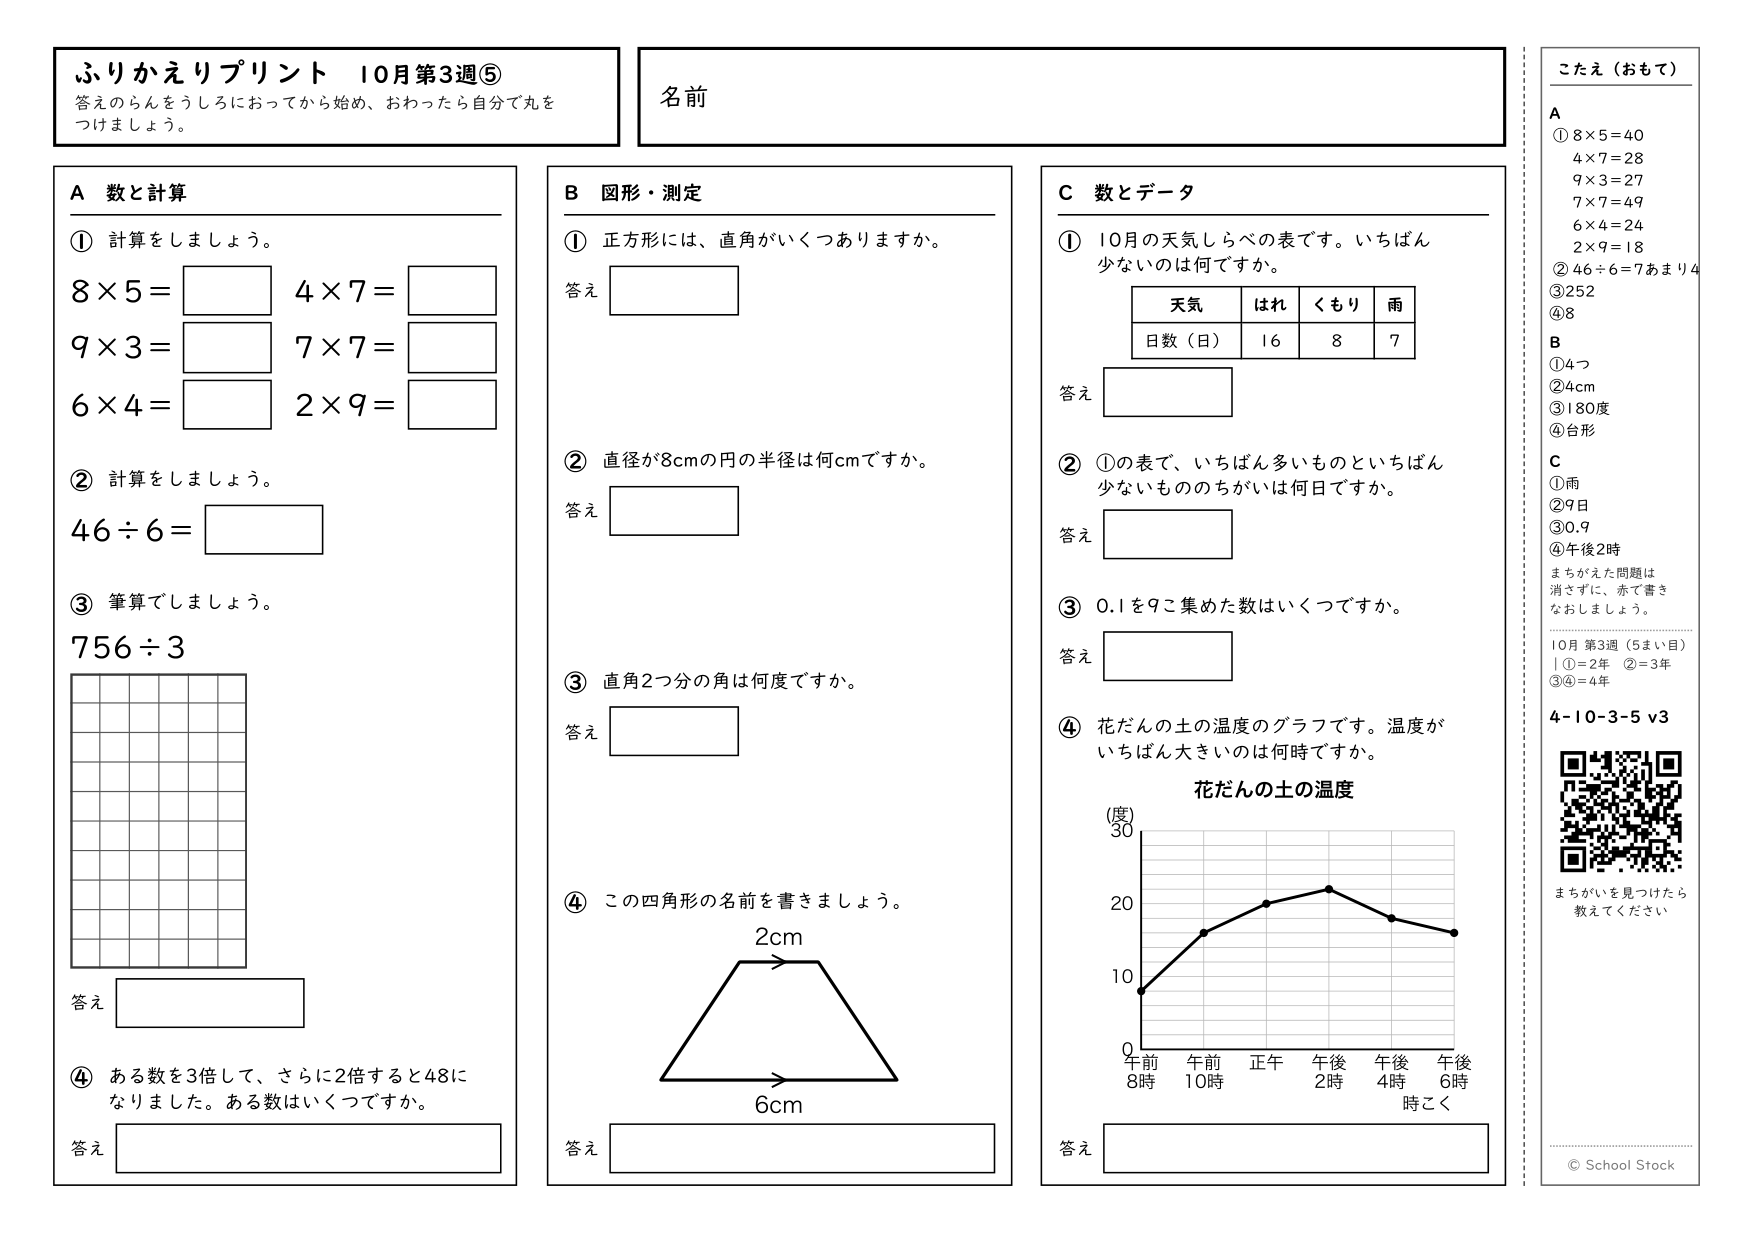 ふりかえりプリント　10月第3週⑤
答えのらんをうしろにおってから始め、おわったら自分で丸を
つけましょう。
名前
A　数と計算
① 計算をしましょう。
8×5＝　4×7＝
9×3＝　7×7＝
6×4＝　2×9＝
② 計算をしましょう。
46÷6＝
③ 筆算でしましょう。
756÷3
答え
④ ある数を3倍して、さらに2倍すると48に
なりました。ある数はいくつですか。
答え
B　図形・測定
① 正方形には、直角がいくつありますか。
答え
② 直径が8cmの円の半径は何cmですか。
答え
③ 直角2つ分の角は何度ですか。
答え
④ この四角形の名前を書きましょう。
2cm
6cm
答え
C　数とデータ
① 10月の天気しらべの表です。いちばん
少ないのは何ですか。
天気　はれ　くもり　雨
日数（日）　16　8　7
答え
② ①の表で、いちばん多いものといちばん
少ないもののちがいは何日ですか。
答え
③ 0.1を9こ集めた数はいくつですか。
答え
④ 花だんの土の温度のグラフです。温度が
いちばん大きいのは何時ですか。
花だんの土の温度
(度)
30
20
10
0
午前　午前　正午　午後　午後　午後
8時　10時　2時　4時　6時
時こく
答え
こたえ（おもて）
A
① 8×5＝40
4×7＝28
9×3＝27
7×7＝49
6×4＝24
2×9＝18
② 46÷6＝7あまり4
③252
④8
B
①4つ
②4cm
③180度
④台形
C
①雨
②9日
③0.9
④午後2時
まちがえた問題は
消さずに、赤で書き
なおしましょう。
10月 第3週（5まい目）
｜①＝2年　②＝3年
③④＝4年
4-10-3-5 v3
まちがいを見つけたら
教えてください
© School Stock